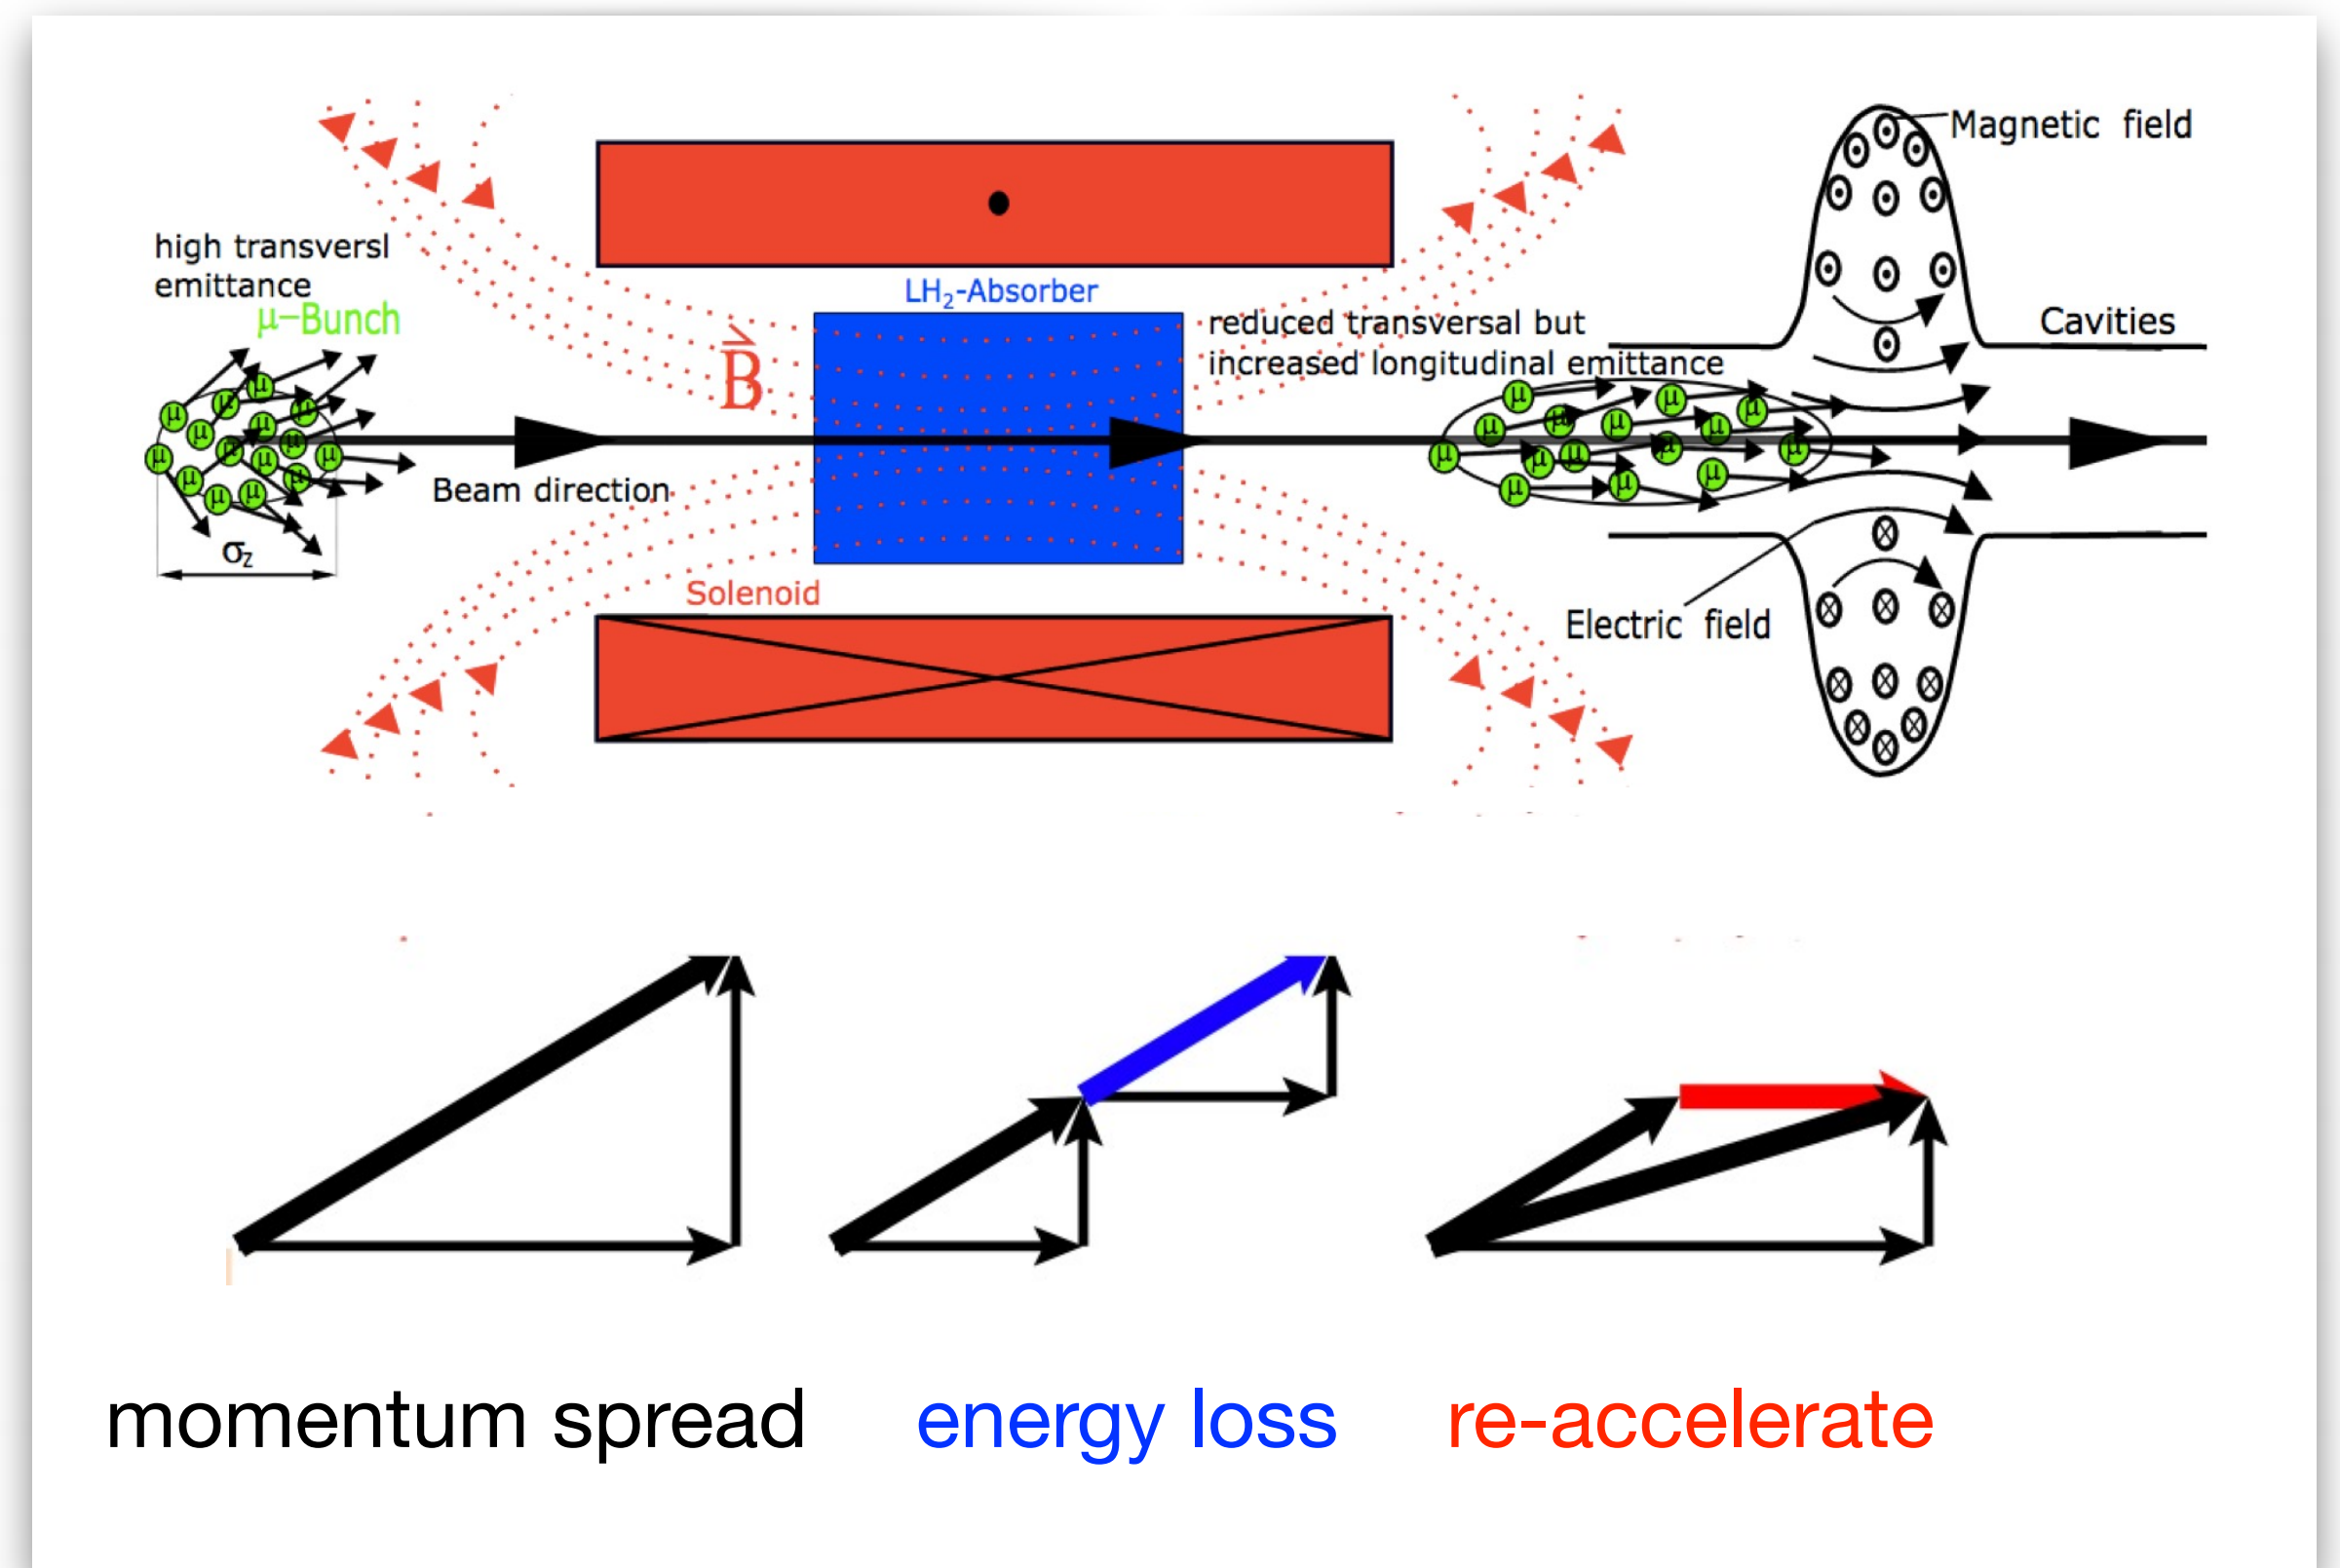 Magnetic field
high transversl
emittance
μ−Bunch
LH₂-Absorber
reduced transversal but
increased longitudinal emittance
Cavities
B
μ μ μ μ μ μ μ μ μ μ μ μ μ μ
μ μ μ μ μ μ μ μ μ μ μ μ μ μ
Beam direction
σz
Solenoid
Electric field
momentum spread
energy loss
re-accelerate